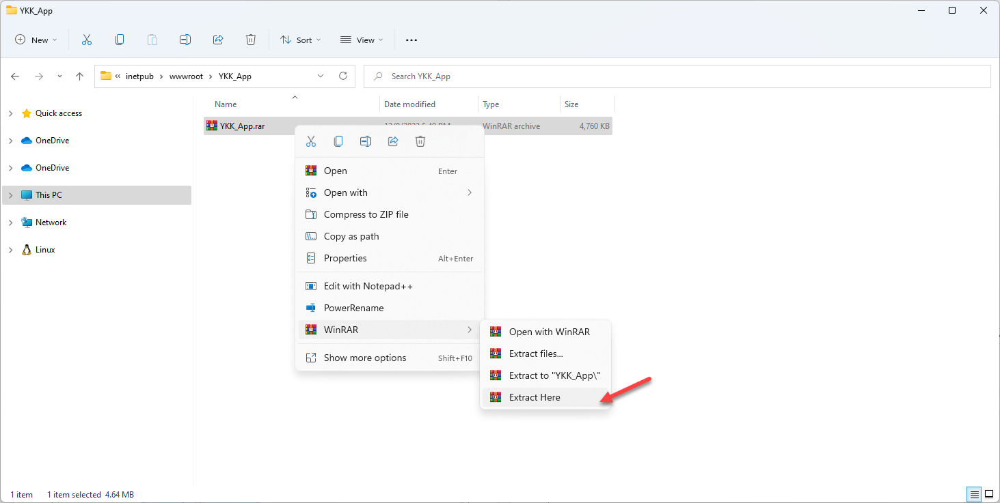 YKK_App
New
Sort
View
« inetpub > wwwroot > YKK_App
Search YKK_App
Name Date modified Type Size
Quick access
OneDrive
OneDrive
This PC
Network
Linux
YKK_App.rar WinRAR archive 4,760 KB
Open Enter
Open with
Compress to ZIP file
Copy as path
Properties Alt+Enter
Edit with Notepad++
PowerRename
WinRAR
Show more options Shift+F10
Open with WinRAR
Extract files...
Extract to "YKK_App\"
Extract Here
1 item 1 item selected 4.64 MB